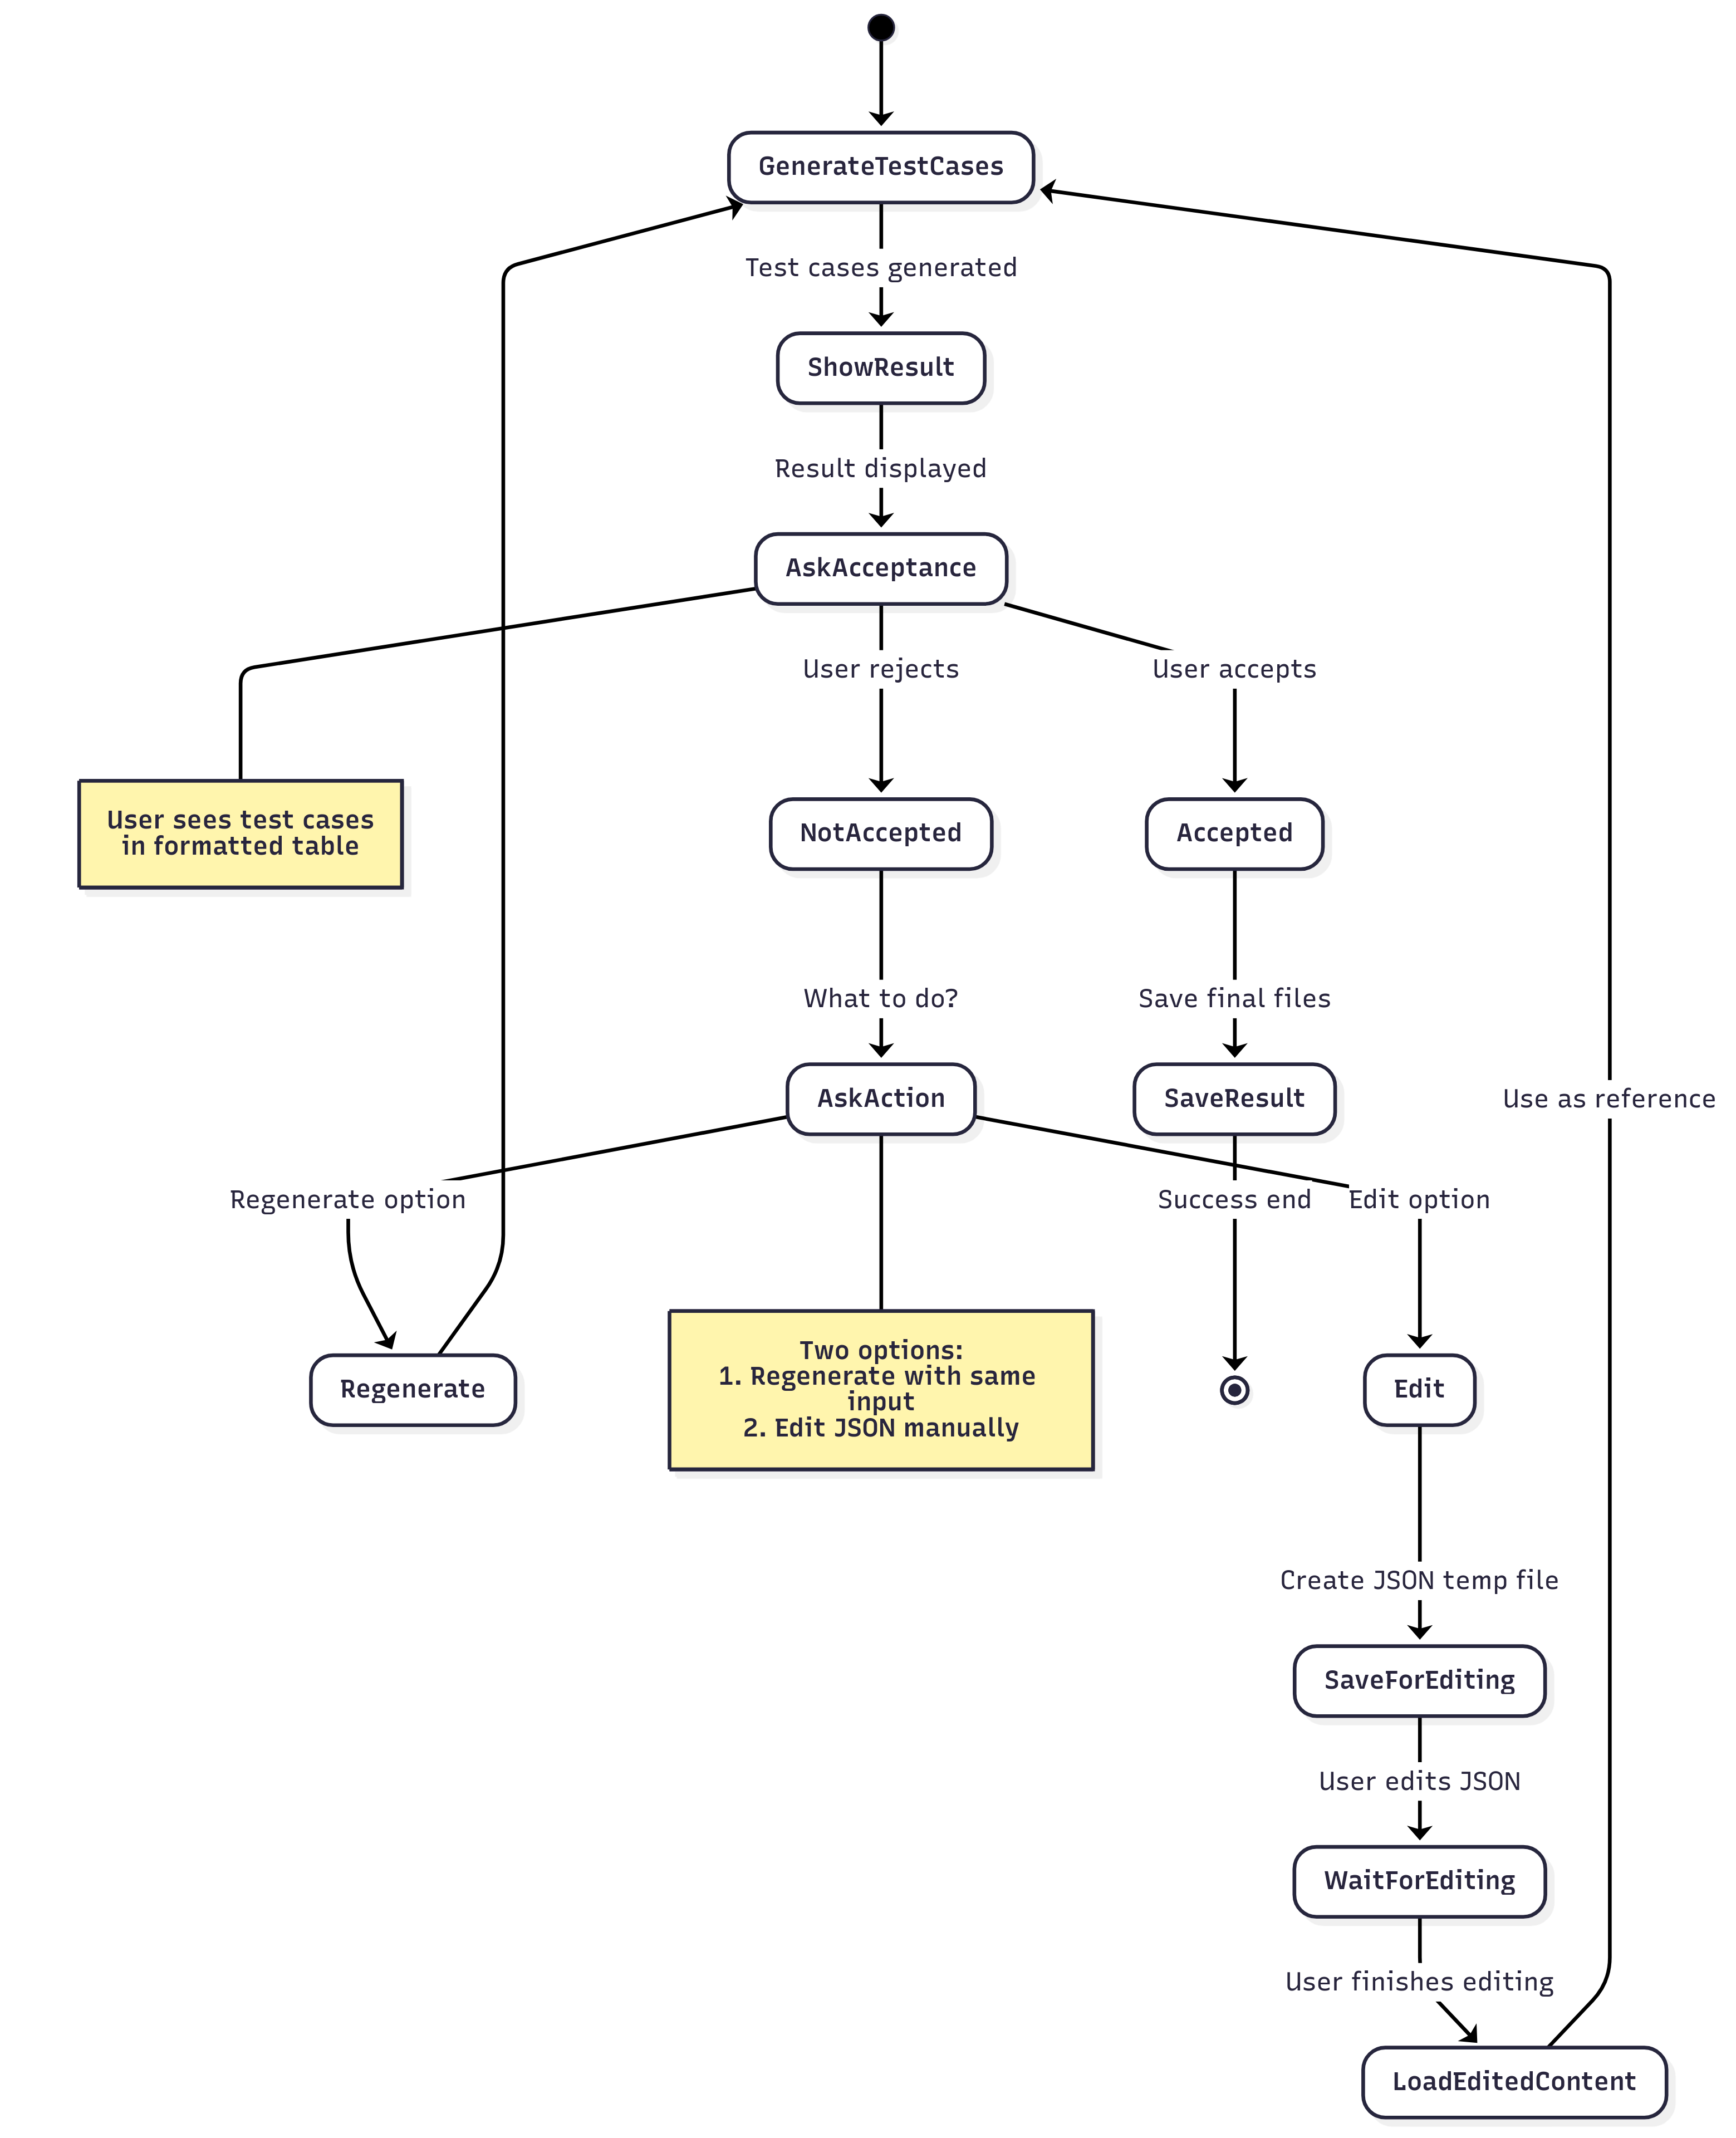 GenerateTestCases
Test cases generated
ShowResult
Result displayed
AskAcceptance
User rejects
User accepts
User sees test cases
in formatted table
NotAccepted
Accepted
What to do?
Save final files
AskAction
SaveResult
Use as reference
Regenerate option
Success end
Edit option
Two options:
1. Regenerate with same
input
2. Edit JSON manually
Regenerate
Edit
Create JSON temp file
SaveForEditing
User edits JSON
WaitForEditing
User finishes editing
LoadEditedContent